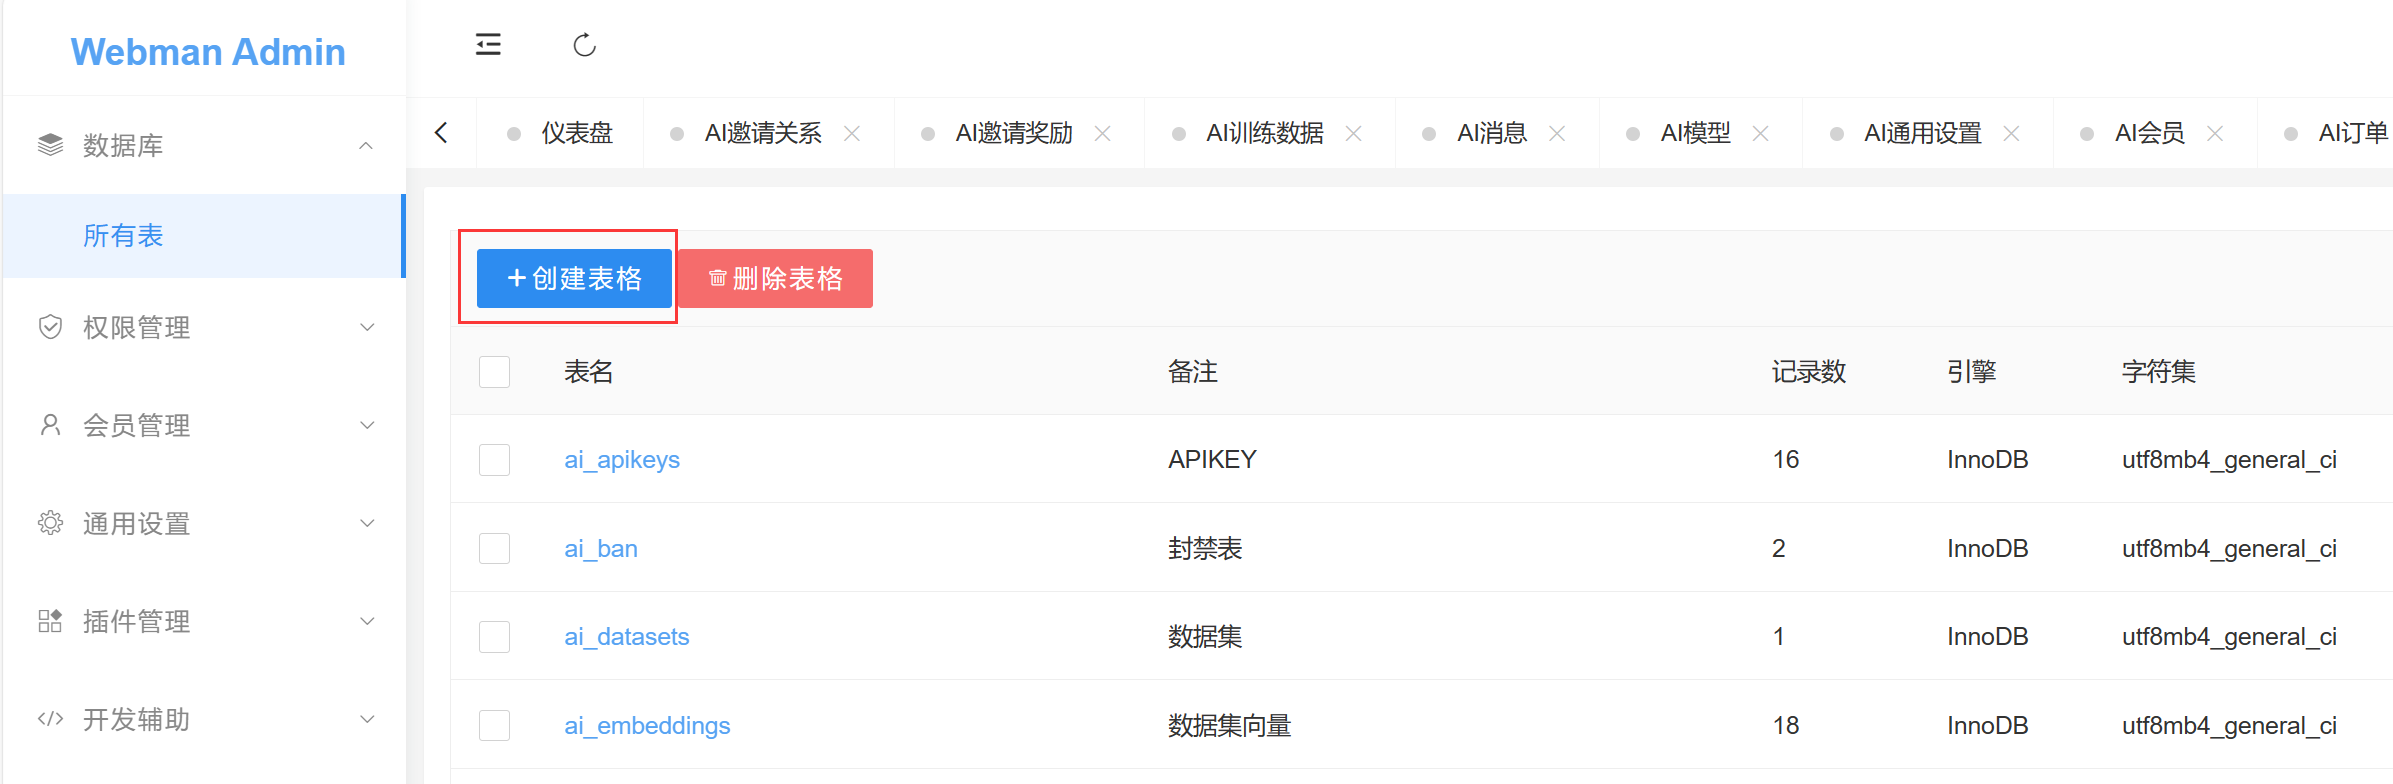 Webman Admin
数据库
所有表
权限管理
会员管理
通用设置
插件管理
开发辅助
仪表盘 AI邀请关系 AI邀请奖励 AI训练数据 AI消息 AI模型 AI通用设置 AI会员 AI订单
创建表格 删除表格
表名 备注 记录数 引擎 字符集
ai_apikeys APIKEY 16 InnoDB utf8mb4_general_ci
ai_ban 封禁表 2 InnoDB utf8mb4_general_ci
ai_datasets 数据集 1 InnoDB utf8mb4_general_ci
ai_embeddings 数据集向量 18 InnoDB utf8mb4_general_ci